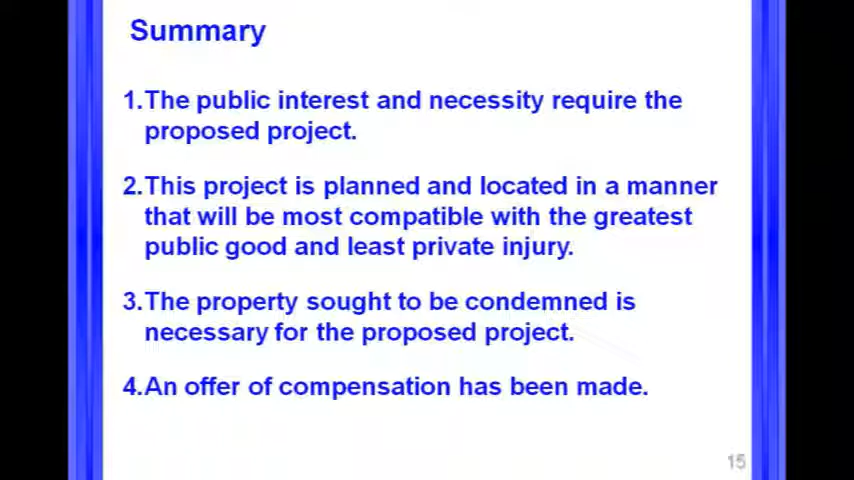 Summary
1.The public interest and necessity require the
proposed project.
2.This project is planned and located in a manner
that will be most compatible with the greatest
public good and least private injury.
3.The property sought to be condemned is
necessary for the proposed project.
4.An offer of compensation has been made.
15